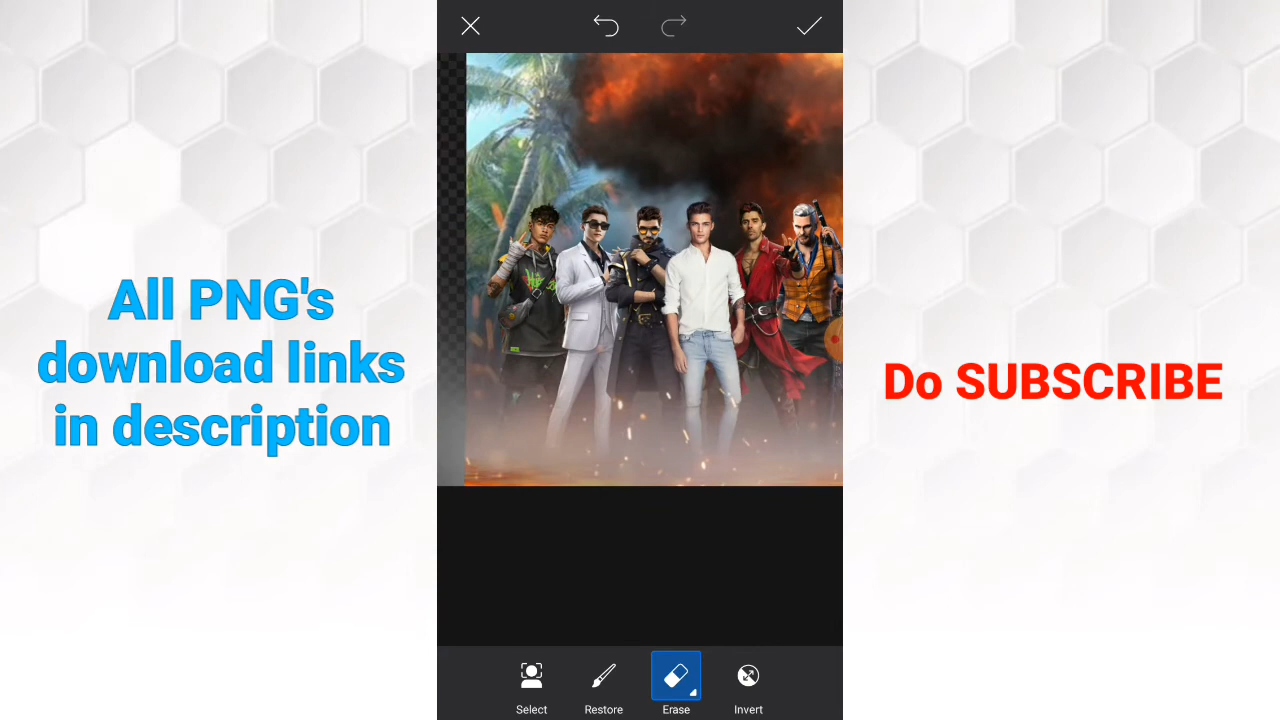 All PNG's
download links
in description
Do SUBSCRIBE
Select
Restore
Erase
Invert